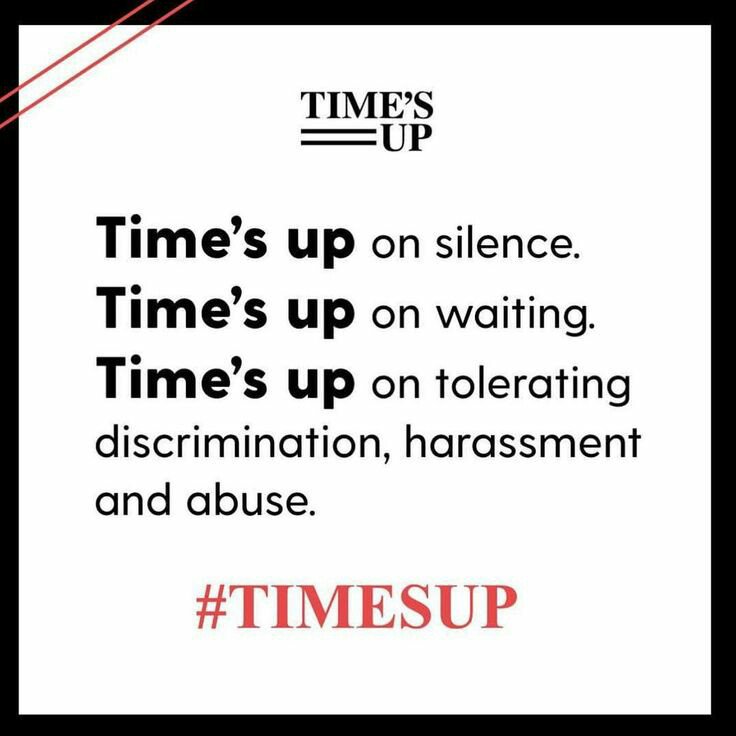 TIME’S
UP
Time’s up on silence.
Time’s up on waiting.
Time’s up on tolerating
discrimination, harassment
and abuse.
#TIMESUP